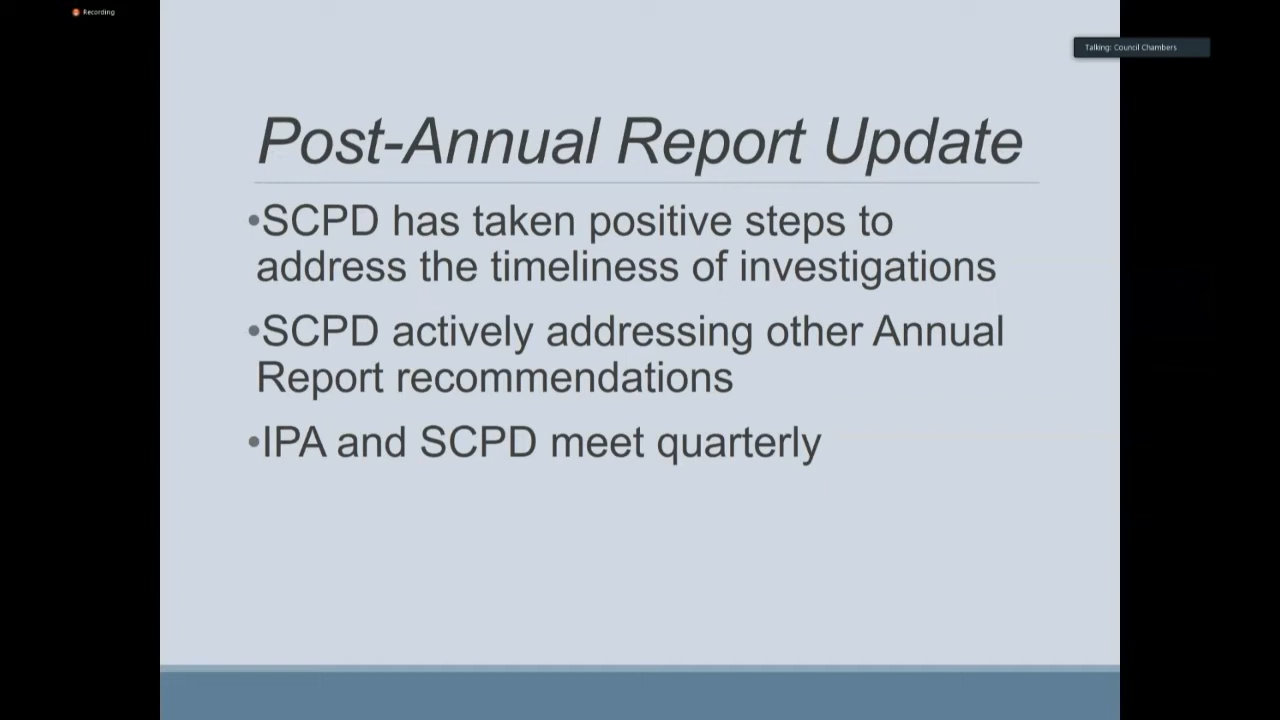 Recording
Talking: Council Chambers
Post-Annual Report Update
•SCPD has taken positive steps to
address the timeliness of investigations
•SCPD actively addressing other Annual
Report recommendations
•IPA and SCPD meet quarterly